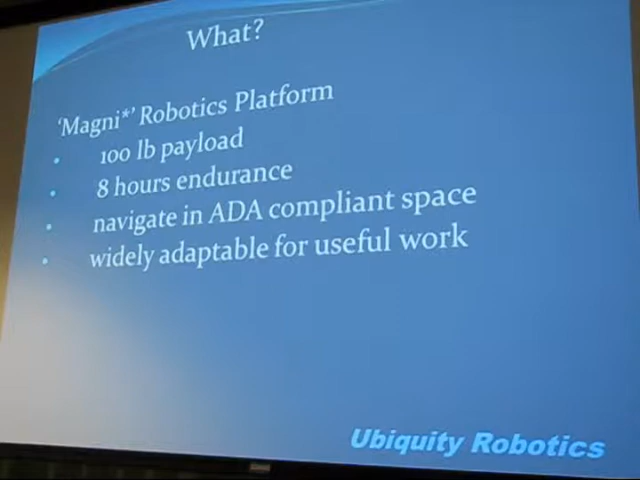 What?
‘Magni*’ Robotics Platform
• 100 lb payload
• 8 hours endurance
• navigate in ADA compliant space
• widely adaptable for useful work
Ubiquity Robotics